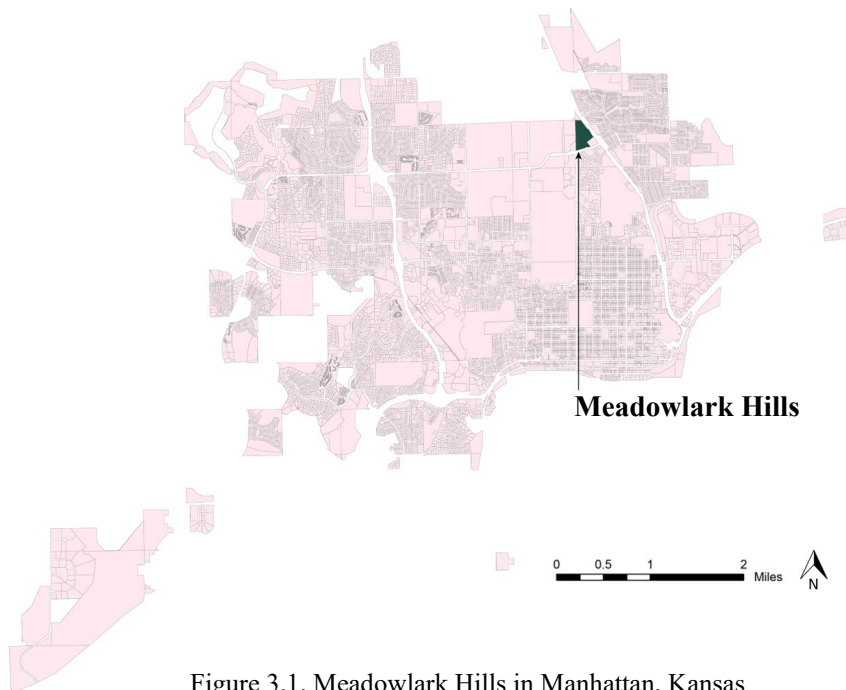 Meadowlark Hills
0 0.5 1 2
Miles
N
Figure 3.1. Meadowlark Hills in Manhattan, Kansas